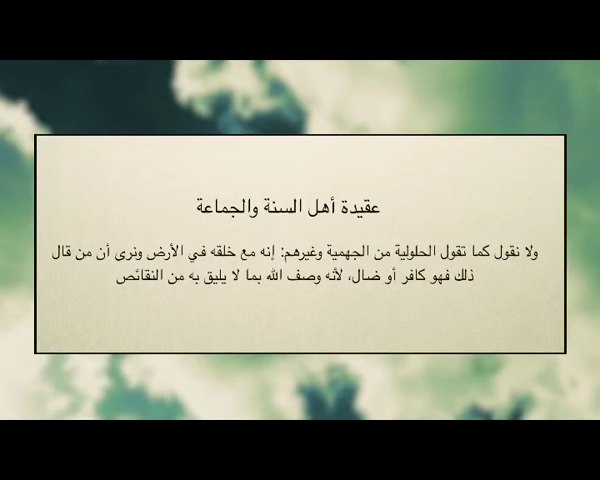 عقيدة أهل السنة والجماعة
ولا نقول كما تقول الحلولية من الجهمية وغيرهم: إنه مع خلقه في الأرض ونرى أن من قال
ذلك فهو كافر أو ضال، لأنه وصف الله بما لا يليق به من النقائص